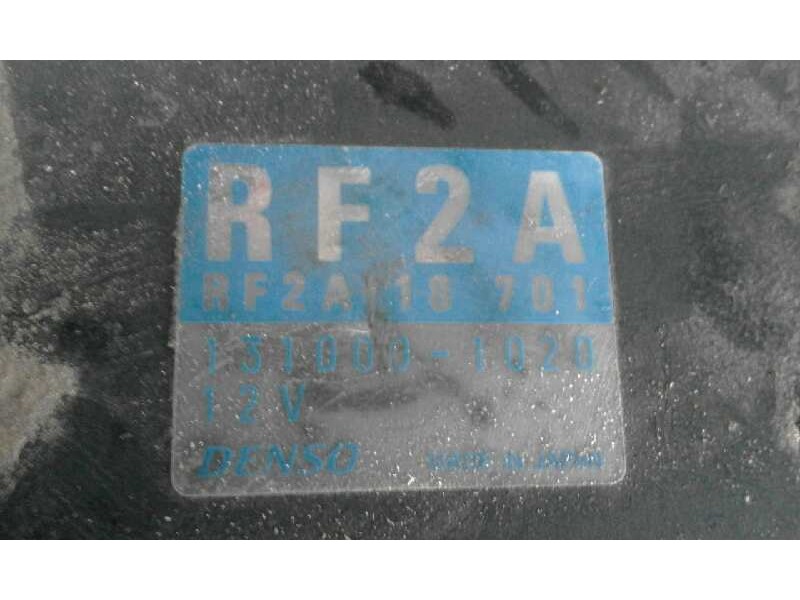 RF2A
RF2A 18 701
131000-1020
12V
DENSO MADE IN JAPAN